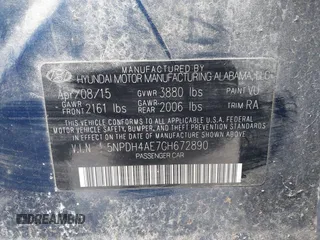 MANUFACTURED BY
HYUNDAI MOTOR MANUFACTURING ALABAMA, LLC
Apr/08/15 GVWR 3880 lbs PAINT
GAWR FRONT 2161 lbs GAWR REAR 2006 lbs TRIM RA
THIS VEHICLE CONFORMS TO ALL APPLICABLE
FEDERAL MOTOR VEHICLE SAFETY, BUMPER, AND
THEFT PREVENTION STANDARDS IN EFFECT ON
THE DATE OF MANUFACTURE SHOWN ABOVE.
V.I.N : 5NPDH4AE7GH672890
PASSENGER CAR
DREAMBID